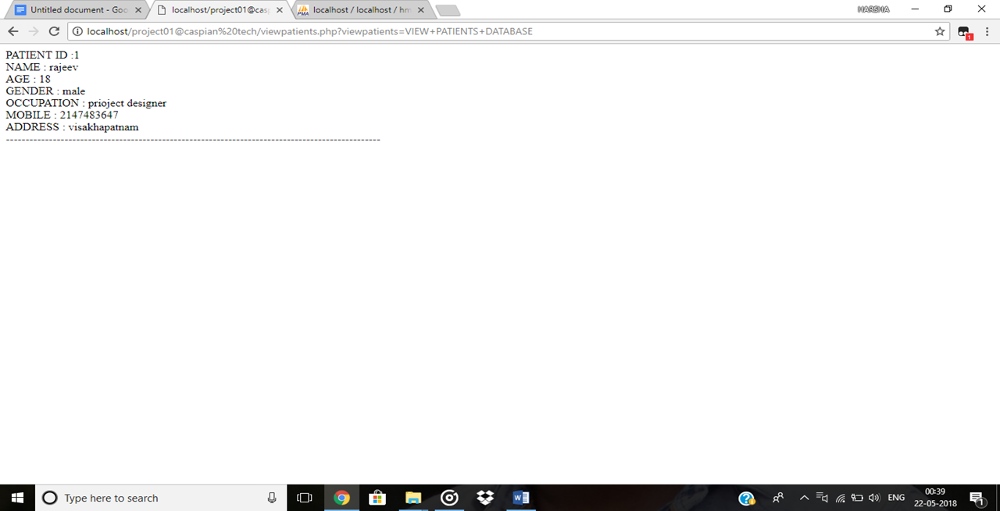 Untitled document - Goo
localhost/project01@casp
localhost / localhost / hm
HARSHA
localhost/project01@caspian%20tech/viewpatients.php?viewpatients=VIEW+PATIENTS+DATABASE
1
PATIENT ID :1
NAME : rajeev
AGE : 18
GENDER : male
OCCUPATION : prioject designer
MOBILE : 2147483647
ADDRESS : visakhapatnam
------------------------------------------------------------------------------------------------
Type here to search
ENG
00:39
22-05-2018
1